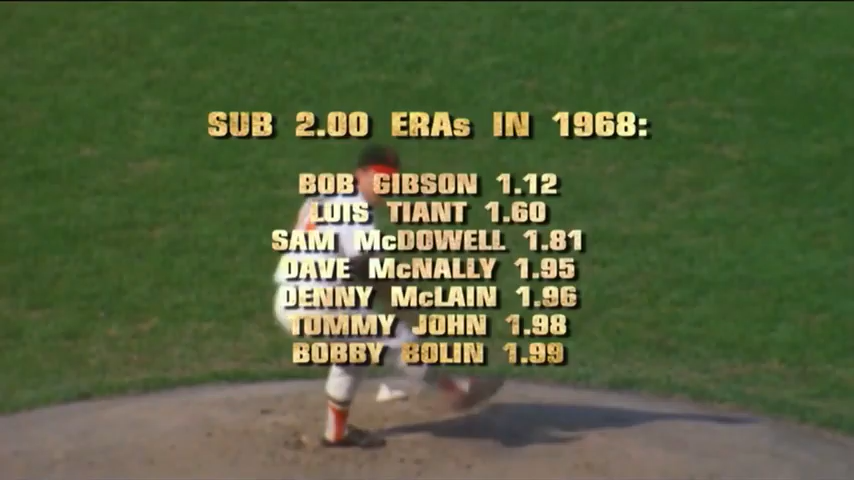 SUB 2.00 ERAs IN 1968:
BOB GIBSON 1.12
LUIS TIANT 1.60
SAM McDOWELL 1.81
DAVE McNALLY 1.95
DENNY McLAIN 1.96
TOMMY JOHN 1.98
BOBBY BOLIN 1.99